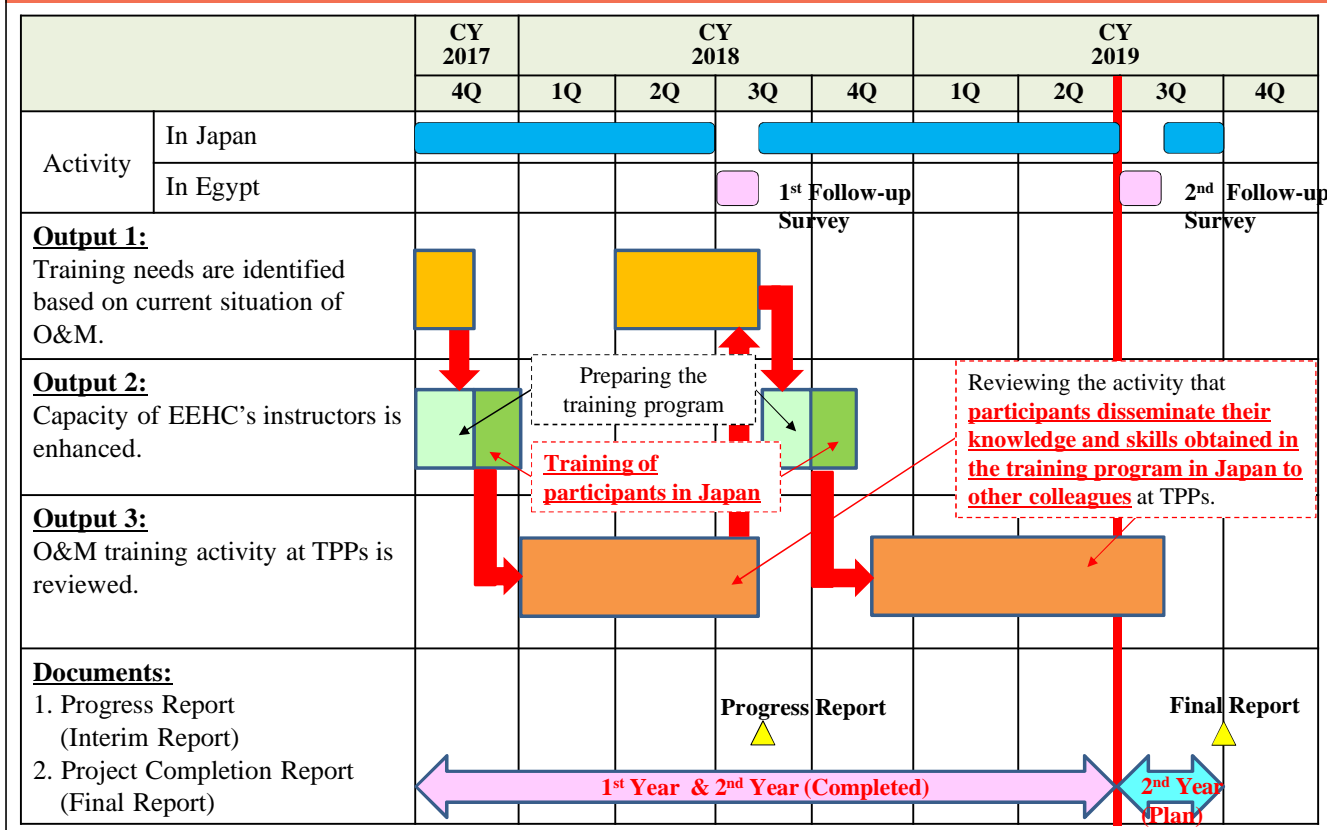 CY
2017
CY
2018
CY
2019
4Q 1Q 2Q 3Q 4Q 1Q 2Q 3Q 4Q
Activity
In Japan
In Egypt
1st Follow-up
Survey
2nd Follow-up
Survey
Output 1:
Training needs are identified
based on current situation of
O&M.
Output 2:
Capacity of EEHC's instructors is
enhanced.
Preparing the
training program
Training of
participants in Japan
Reviewing the activity that
participants disseminate their
knowledge and skills obtained in
the training program in Japan to
other colleagues at TPPs.
Output 3:
O&M training activity at TPPs is
reviewed.
Documents:
1. Progress Report
(Interim Report)
2. Project Completion Report
(Final Report)
Progress Report
Final Report
1st Year & 2nd Year (Completed)
2nd Year
(Plan)